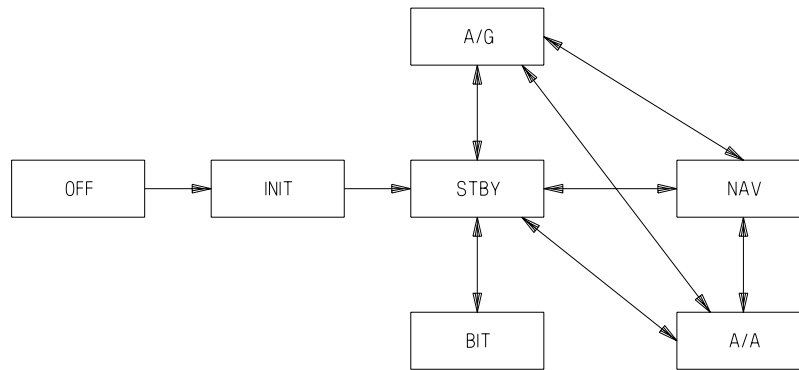 A/G
OFF
INIT
STBY
NAV
BIT
A/A